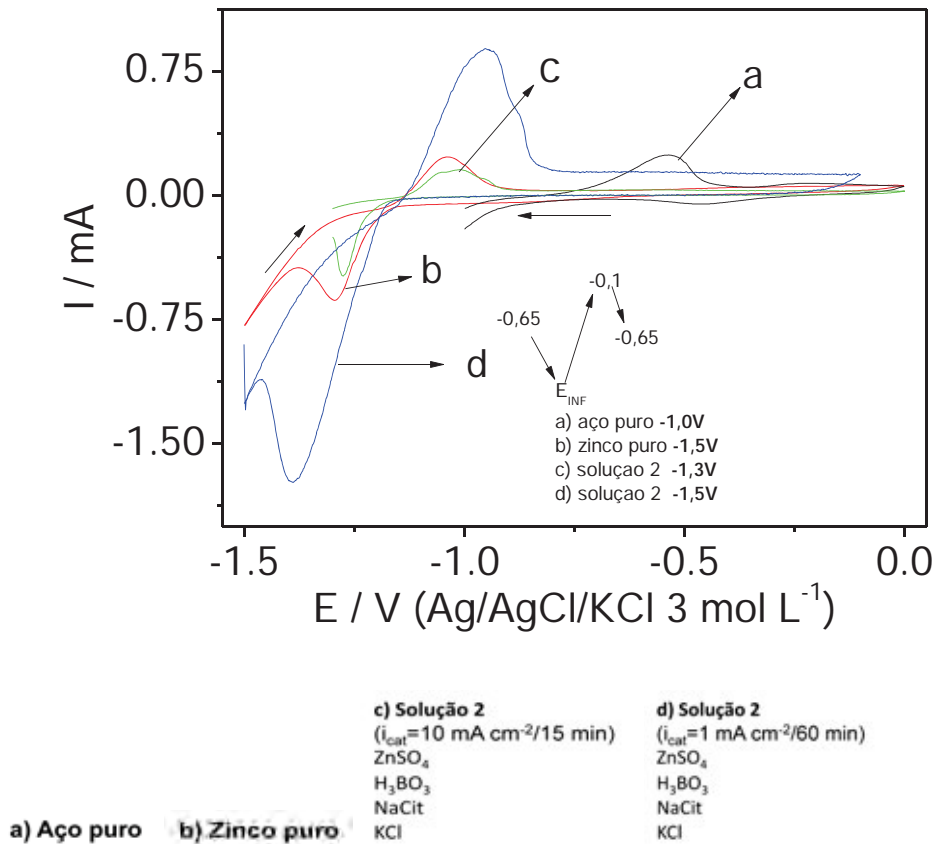 0.75
0.00
-0.75
-1.50
I / mA
c
a
b
d
-0,1
-0,65
-0,65
E_INF
a) aço puro -1,0V
b) zinco puro -1,5V
c) soluçao 2 -1,3V
d) soluçao 2 -1,5V
-1.5 -1.0 -0.5 0.0
E / V (Ag/AgCl/KCl 3 mol L⁻¹)
c) Solução 2
(i_cat=10 mA cm⁻²/15 min)
ZnSO₄
H₃BO₃
NaCit
KCl
d) Solução 2
(i_cat=1 mA cm⁻²/60 min)
ZnSO₄
H₃BO₃
NaCit
KCl
a) Aço puro
b) Zinco puro